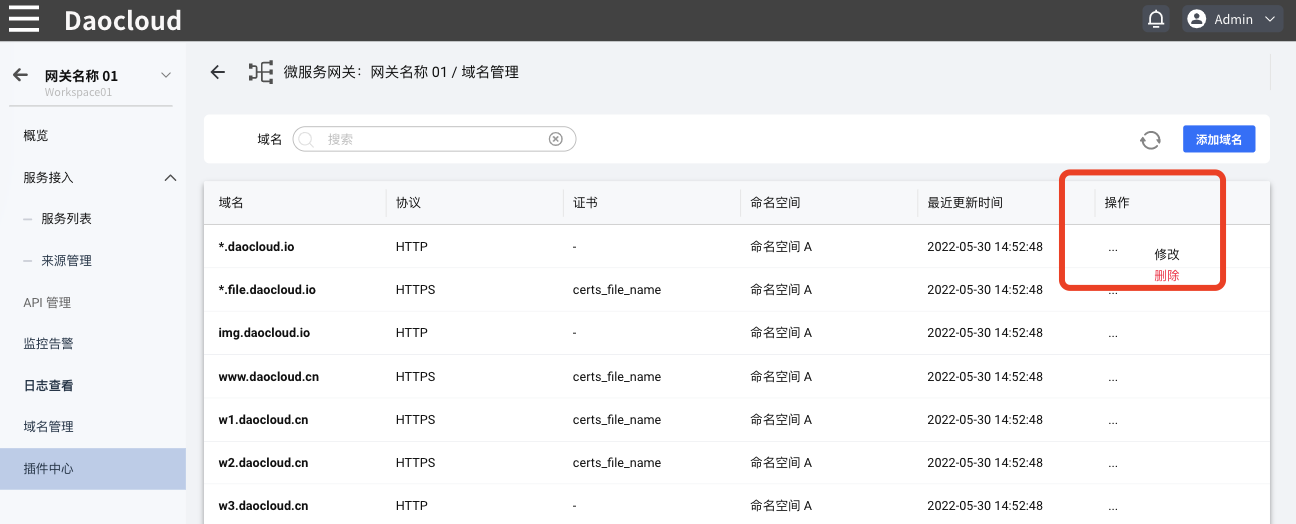 Daocloud
Admin
网关名称 01
Workspace01
概览
服务接入
服务列表
来源管理
API 管理
监控告警
日志查看
域名管理
插件中心
微服务网关：网关名称 01 / 域名管理
域名 搜索 添加域名
域名 协议 证书 命名空间 最近更新时间 操作
*.daocloud.io HTTP - 命名空间 A 2022-05-30 14:52:48 ...
修改
删除
*.file.daocloud.io HTTPS certs_file_name 命名空间 A 2022-05-30 14:52:48 ...
img.daocloud.io HTTP - 命名空间 A 2022-05-30 14:52:48 ...
www.daocloud.cn HTTPS certs_file_name 命名空间 A 2022-05-30 14:52:48 ...
w1.daocloud.cn HTTPS certs_file_name 命名空间 A 2022-05-30 14:52:48 ...
w2.daocloud.cn HTTPS certs_file_name 命名空间 A 2022-05-30 14:52:48 ...
w3.daocloud.cn HTTP - 命名空间 A 2022-05-30 14:52:48 ...